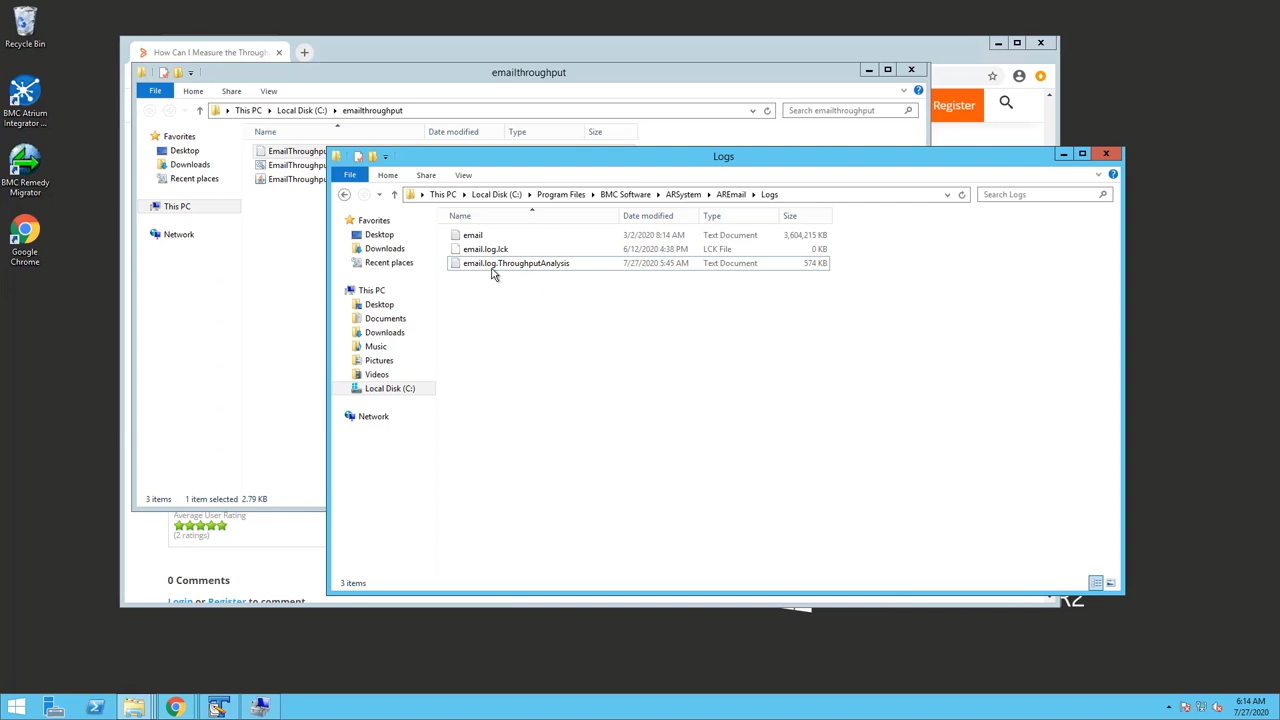 Recycle Bin
BMC Atrium
Integrator ...
BMC Remedy
Migrator
Google
Chrome
How Can I Measure the Through
Register
emailthroughput
File Home Share View
This PC Local Disk (C:) emailthroughput
Search emailthroughput
Favorites
Desktop
Downloads
Recent places
This PC
Network
Name Date modified Type Size
EmailThroughpu
EmailThroughpu
EmailThroughpu
3 items 1 item selected 2.79 KB
Logs
File Home Share View
This PC Local Disk (C:) Program Files BMC Software ARSystem AREmail Logs
Search Logs
Favorites
Desktop
Downloads
Recent places
This PC
Desktop
Documents
Downloads
Music
Pictures
Videos
Local Disk (C:)
Network
Name Date modified Type Size
email 3/2/2020 8:14 AM Text Document 3,604,215 KB
email.log.lck 6/12/2020 4:38 PM LCK File 0 KB
email.log.ThroughputAnalysis 7/27/2020 5:45 AM Text Document 574 KB
3 items
Average User Rating
(2 ratings)
0 Comments
Login or Register to comment
R2
6:14 AM
7/27/2020